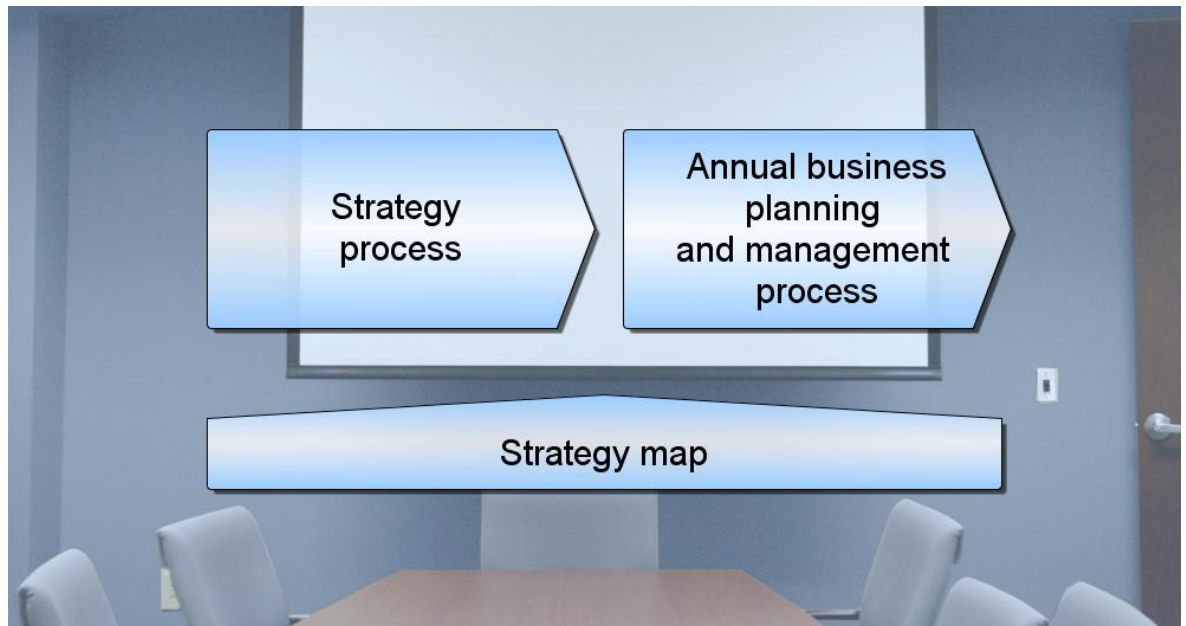 Strategy
process
Annual business
planning
and management
process
Strategy map